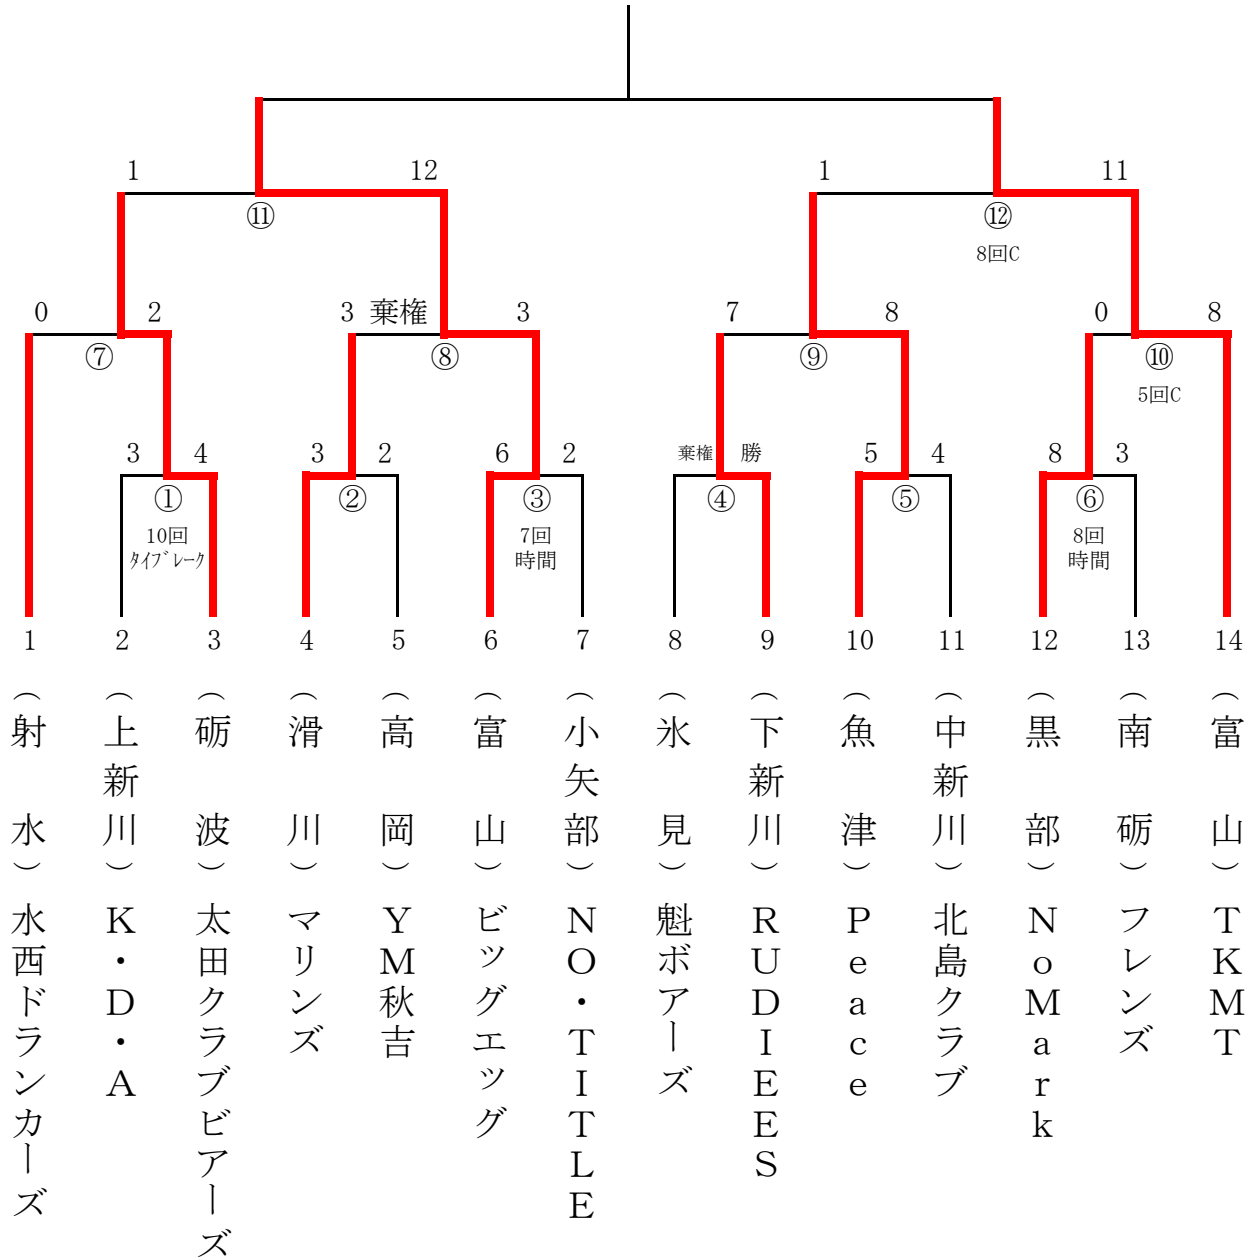 1 12
1 11
⑪
⑫
8回C
0 2
3 棄権 3
7 8
0 8
⑦
⑧
⑨
⑩
5回C
3 4
3 2
6 2
棄権 勝
5 4
8 3
①
②
③
④
⑤
⑥
10回
タイブレーク
7回
時間
8回
時間
1 2 3 4 5 6 7 8 9 10 11 12 13 14
（射水）水西ドランカーズ
（上新川）K・D・A
（砺波）太田クラブビアーズ
（滑川）マリンズ
（高岡）YM秋吉
（富山）ビッグエッグ
（小矢部）NO・TITLE
（氷見）魁ボアーズ
（下新川）RUDIEES
（魚津）Peace
（中新川）北島クラブ
（黒部）NoMark
（南砺）フレンズ
（富山）TKMT